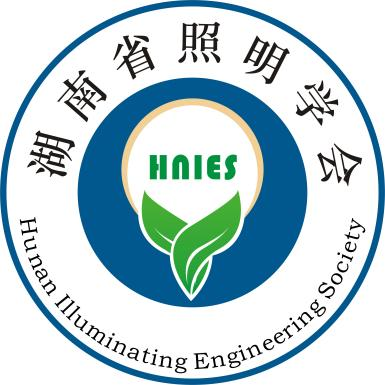 湖南省照明学会
HNIES
Hunan Illuminating Engineering Society